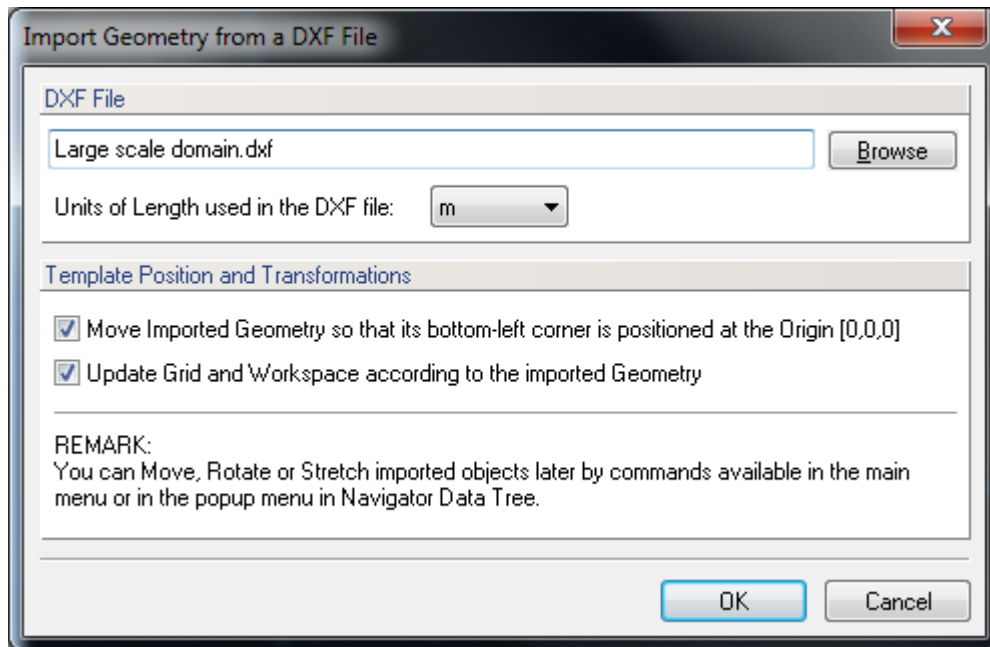 Import Geometry from a DXF File
DXF File
Large scale domain.dxf
Browse
Units of Length used in the DXF file:
m
Template Position and Transformations
Move Imported Geometry so that its bottom-left corner is positioned at the Origin [0,0,0]
Update Grid and Workspace according to the imported Geometry
REMARK:
You can Move, Rotate or Stretch imported objects later by commands available in the main
menu or in the popup menu in Navigator Data Tree.
OK
Cancel